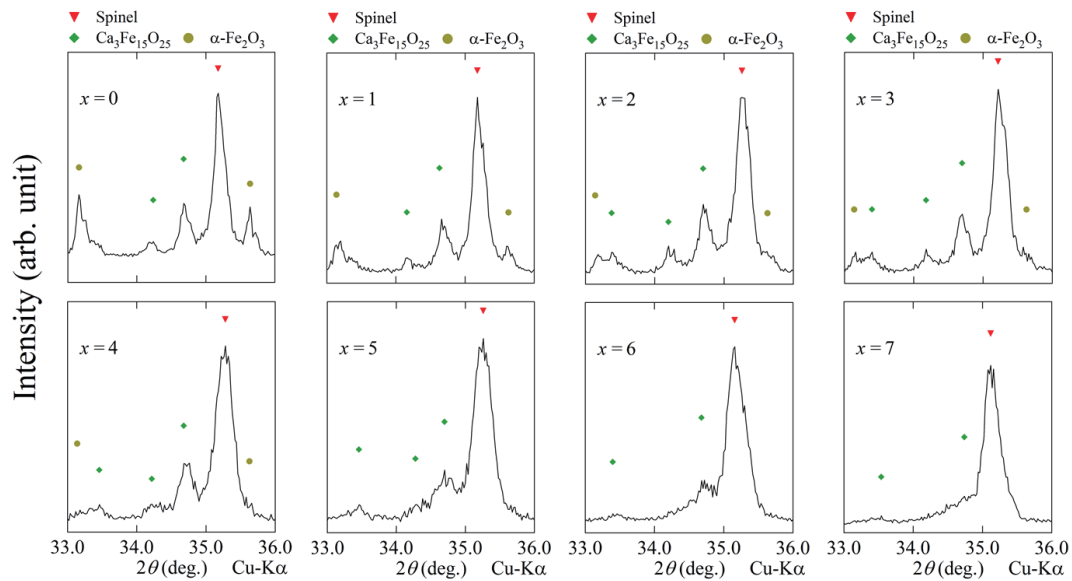 Spinel
Ca₃Fe₁₅O₂₅ α-Fe₂O₃
Spinel
Ca₃Fe₁₅O₂₅ α-Fe₂O₃
Spinel
Ca₃Fe₁₅O₂₅ α-Fe₂O₃
Spinel
Ca₃Fe₁₅O₂₅ α-Fe₂O₃
x = 0
x = 1
x = 2
x = 3
Intensity (arb. unit)
x = 4
x = 5
x = 6
x = 7
33.0 34.0 35.0 36.0
2θ (deg.) Cu-Kα
33.0 34.0 35.0 36.0
2θ (deg.) Cu-Kα
33.0 34.0 35.0 36.0
2θ (deg.) Cu-Kα
33.0 34.0 35.0 36.0
2θ (deg.) Cu-Kα